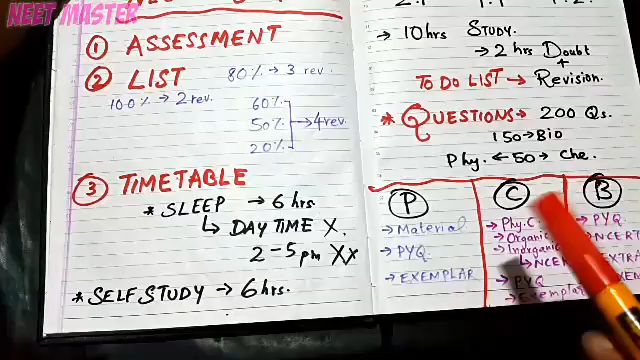 NEET MASTER
① ASSESSMENT
② LIST 80% → 3 rev.
100% → 2 rev.
60%
50% → 4 rev.
20%
③ TIMETABLE
* SLEEP → 6 hrs.
↳ DAY TIME X.
2-5 pm XX
* SELF STUDY → 6 hrs.
→ 10 hrs STUDY.
→ 2 hrs Doubt
+
TO DO LIST → Revision.
* QUESTIONS → 200 Qs.
150 → Bio
Phy. ← 50 → Che.
P
→ Material
→ PYQ
→ EXEMPLAR
C
→ Phy.C.
→ Organic
→ Inorganic
↳ NCER
→ PYQ
→ Exemplar
B
→ PYQ
NCERT
EXTRA